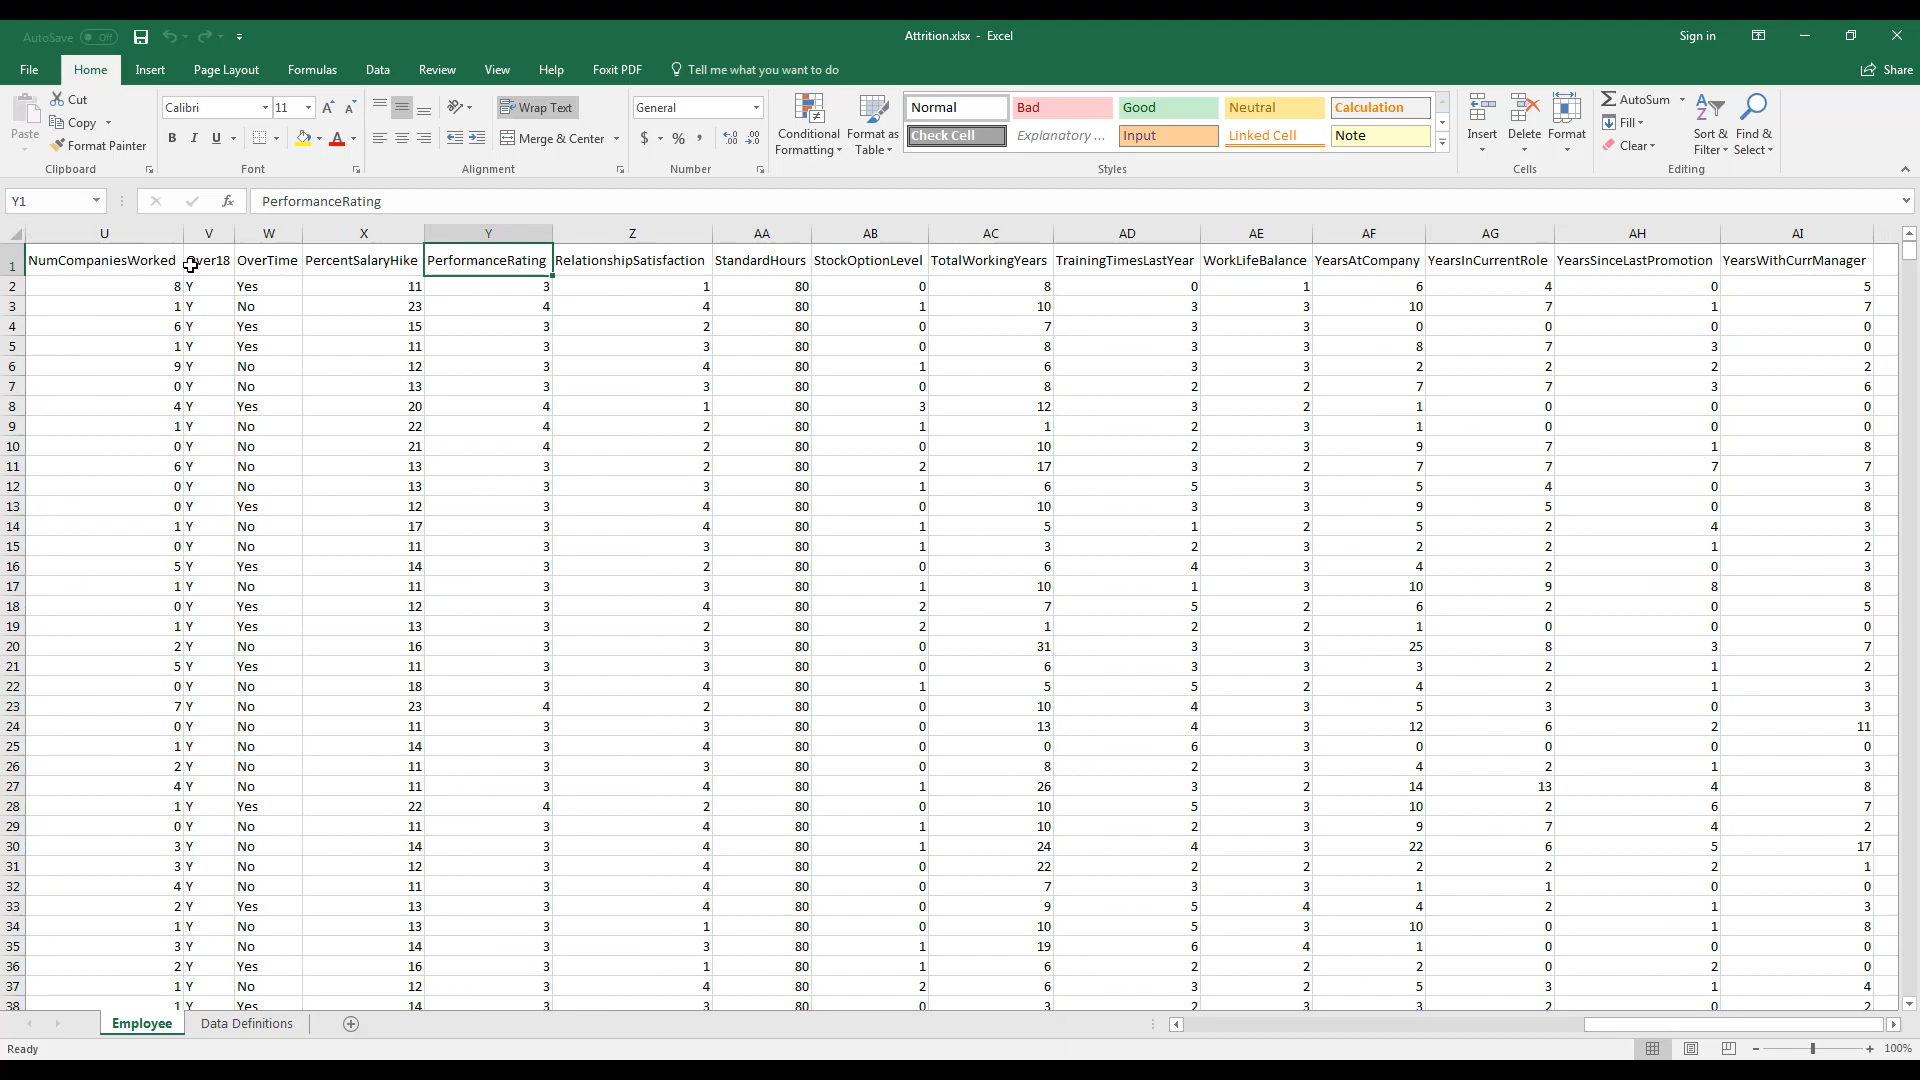 AutoSave Off
Attrition.xlsx - Excel
Sign in
File Home Insert Page Layout Formulas Data Review View Help Foxit PDF Tell me what you want to do Share
Paste
Cut
Copy
Format Painter
Clipboard
Calibri 11
B I U
Font
Wrap Text
Merge & Center
Alignment
General
$ % ,
Number
Conditional Formatting
Format as Table
Normal Bad Good Neutral Calculation
Check Cell Explanatory ... Input Linked Cell Note
Styles
Insert Delete Format
Cells
AutoSum
Fill
Clear
Sort & Filter
Find & Select
Editing
Y1 fx PerformanceRating
U V W X Y Z AA AB AC AD AE AF AG AH AI
1 NumCompaniesWorked Over18 OverTime PercentSalaryHike PerformanceRating RelationshipSatisfaction StandardHours StockOptionLevel TotalWorkingYears TrainingTimesLastYear WorkLifeBalance YearsAtCompany YearsInCurrentRole YearsSinceLastPromotion YearsWithCurrManager
2 8 Y Yes 11 3 1 80 0 8 0 1 6 4 0 5
3 1 Y No 23 4 4 80 1 10 3 3 10 7 1 7
4 6 Y Yes 15 3 2 80 0 7 3 3 0 0 0 0
5 1 Y Yes 11 3 3 80 0 8 3 3 8 7 3 0
6 9 Y No 12 3 4 80 1 6 3 3 2 2 2 2
7 0 Y No 13 3 3 80 0 8 2 2 7 7 3 6
8 4 Y Yes 20 4 1 80 3 12 3 2 1 0 0 0
9 1 Y No 22 4 2 80 1 1 2 3 1 0 0 0
10 0 Y No 21 4 2 80 0 10 2 3 9 7 1 8
11 6 Y No 13 3 2 80 2 17 3 2 7 7 7 7
12 0 Y No 13 3 3 80 1 6 5 3 5 4 0 3
13 0 Y Yes 12 3 4 80 0 10 3 3 9 5 0 8
14 1 Y No 17 3 4 80 1 5 1 2 5 2 4 3
15 0 Y No 11 3 3 80 1 3 2 3 2 2 1 2
16 5 Y Yes 14 3 2 80 0 6 4 3 4 2 0 3
17 1 Y No 11 3 3 80 1 10 1 3 10 9 8 8
18 0 Y Yes 12 3 4 80 2 7 5 2 6 2 0 5
19 1 Y Yes 13 3 2 80 2 1 2 2 1 0 0 0
20 2 Y No 16 3 3 80 0 31 3 3 25 8 3 7
21 5 Y Yes 11 3 3 80 0 6 3 3 3 2 1 2
22 0 Y No 18 3 4 80 1 5 5 2 4 2 1 3
23 7 Y No 23 4 2 80 0 10 4 3 5 3 0 3
24 0 Y No 11 3 3 80 0 13 4 3 12 6 2 11
25 1 Y No 14 3 4 80 0 0 6 3 0 0 0 0
26 2 Y No 11 3 3 80 0 8 2 3 4 2 1 3
27 4 Y No 11 3 4 80 1 26 3 2 14 13 4 8
28 1 Y Yes 22 4 2 80 0 10 5 3 10 2 6 7
29 0 Y No 11 3 4 80 1 10 2 3 9 7 4 2
30 3 Y No 14 3 4 80 1 24 4 3 22 6 5 17
31 3 Y No 12 3 4 80 0 22 2 2 2 2 2 1
32 4 Y No 11 3 4 80 0 7 3 3 1 1 0 0
33 2 Y Yes 13 3 4 80 0 9 5 4 4 2 1 3
34 1 Y No 13 3 1 80 0 10 5 3 10 0 1 8
35 3 Y No 14 3 3 80 1 19 6 4 1 0 0 0
36 2 Y Yes 16 3 1 80 1 6 2 2 2 0 2 0
37 1 Y No 12 3 4 80 2 6 3 2 5 3 1 4
38 1 Y Yes 14 3 3 80 0 3 2 3 3 2 0 2
Employee Data Definitions
Ready 100%